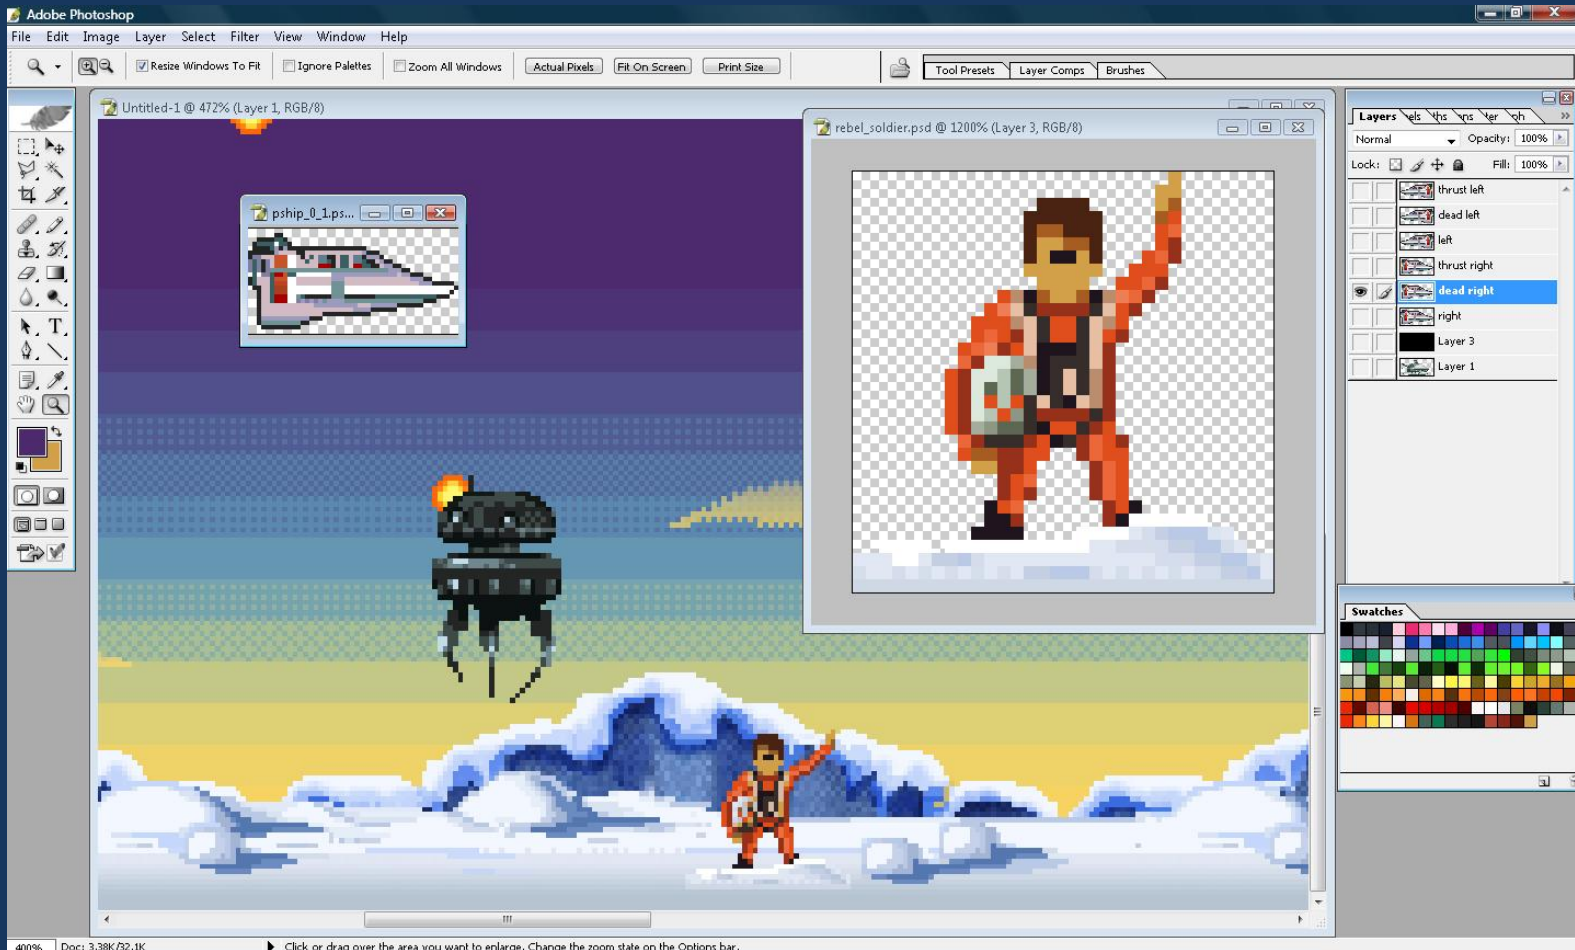 Adobe Photoshop
File Edit Image Layer Select Filter View Window Help
Resize Windows To Fit Ignore Palettes Zoom All Windows Actual Pixels Fit On Screen Print Size Tool Presets Layer Comps Brushes
Untitled-1 @ 472% (Layer 1, RGB/8)
rebel_soldier.psd @ 1200% (Layer 3, RGB/8)
pship_0_1.ps...
Layers
Normal Opacity: 100%
Lock: Fill: 100%
thrust left
dead left
left
thrust right
dead right
right
Layer 3
Layer 1
Swatches
400% Doc: 3.38K/32.1K Click or drag over the area you want to enlarge. Change the zoom state on the Options bar.